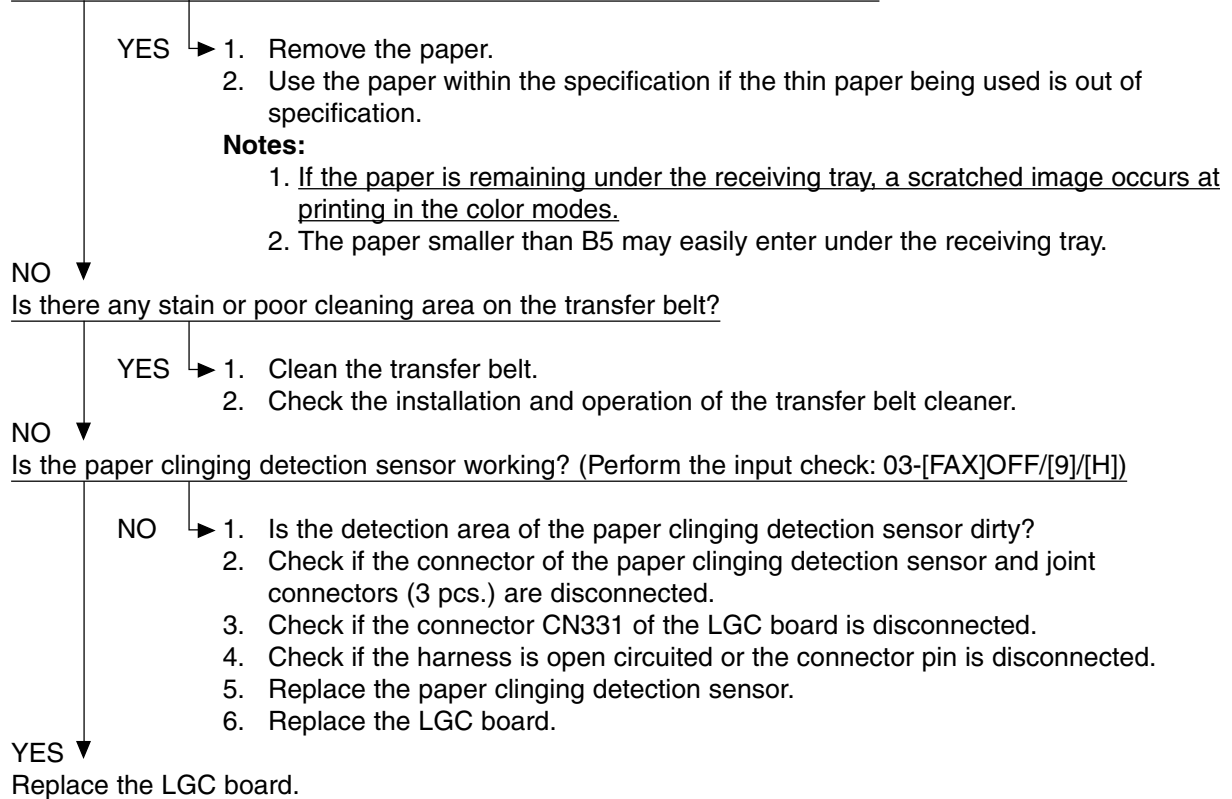 YES 1. Remove the paper.
2. Use the paper within the specification if the thin paper being used is out of
specification.
Notes:
1. If the paper is remaining under the receiving tray, a scratched image occurs at
printing in the color modes.
2. The paper smaller than B5 may easily enter under the receiving tray.
NO
Is there any stain or poor cleaning area on the transfer belt?
YES 1. Clean the transfer belt.
2. Check the installation and operation of the transfer belt cleaner.
NO
Is the paper clinging detection sensor working? (Perform the input check: 03-[FAX]OFF/[9]/[H])
NO 1. Is the detection area of the paper clinging detection sensor dirty?
2. Check if the connector of the paper clinging detection sensor and joint
connectors (3 pcs.) are disconnected.
3. Check if the connector CN331 of the LGC board is disconnected.
4. Check if the harness is open circuited or the connector pin is disconnected.
5. Replace the paper clinging detection sensor.
6. Replace the LGC board.
YES
Replace the LGC board.